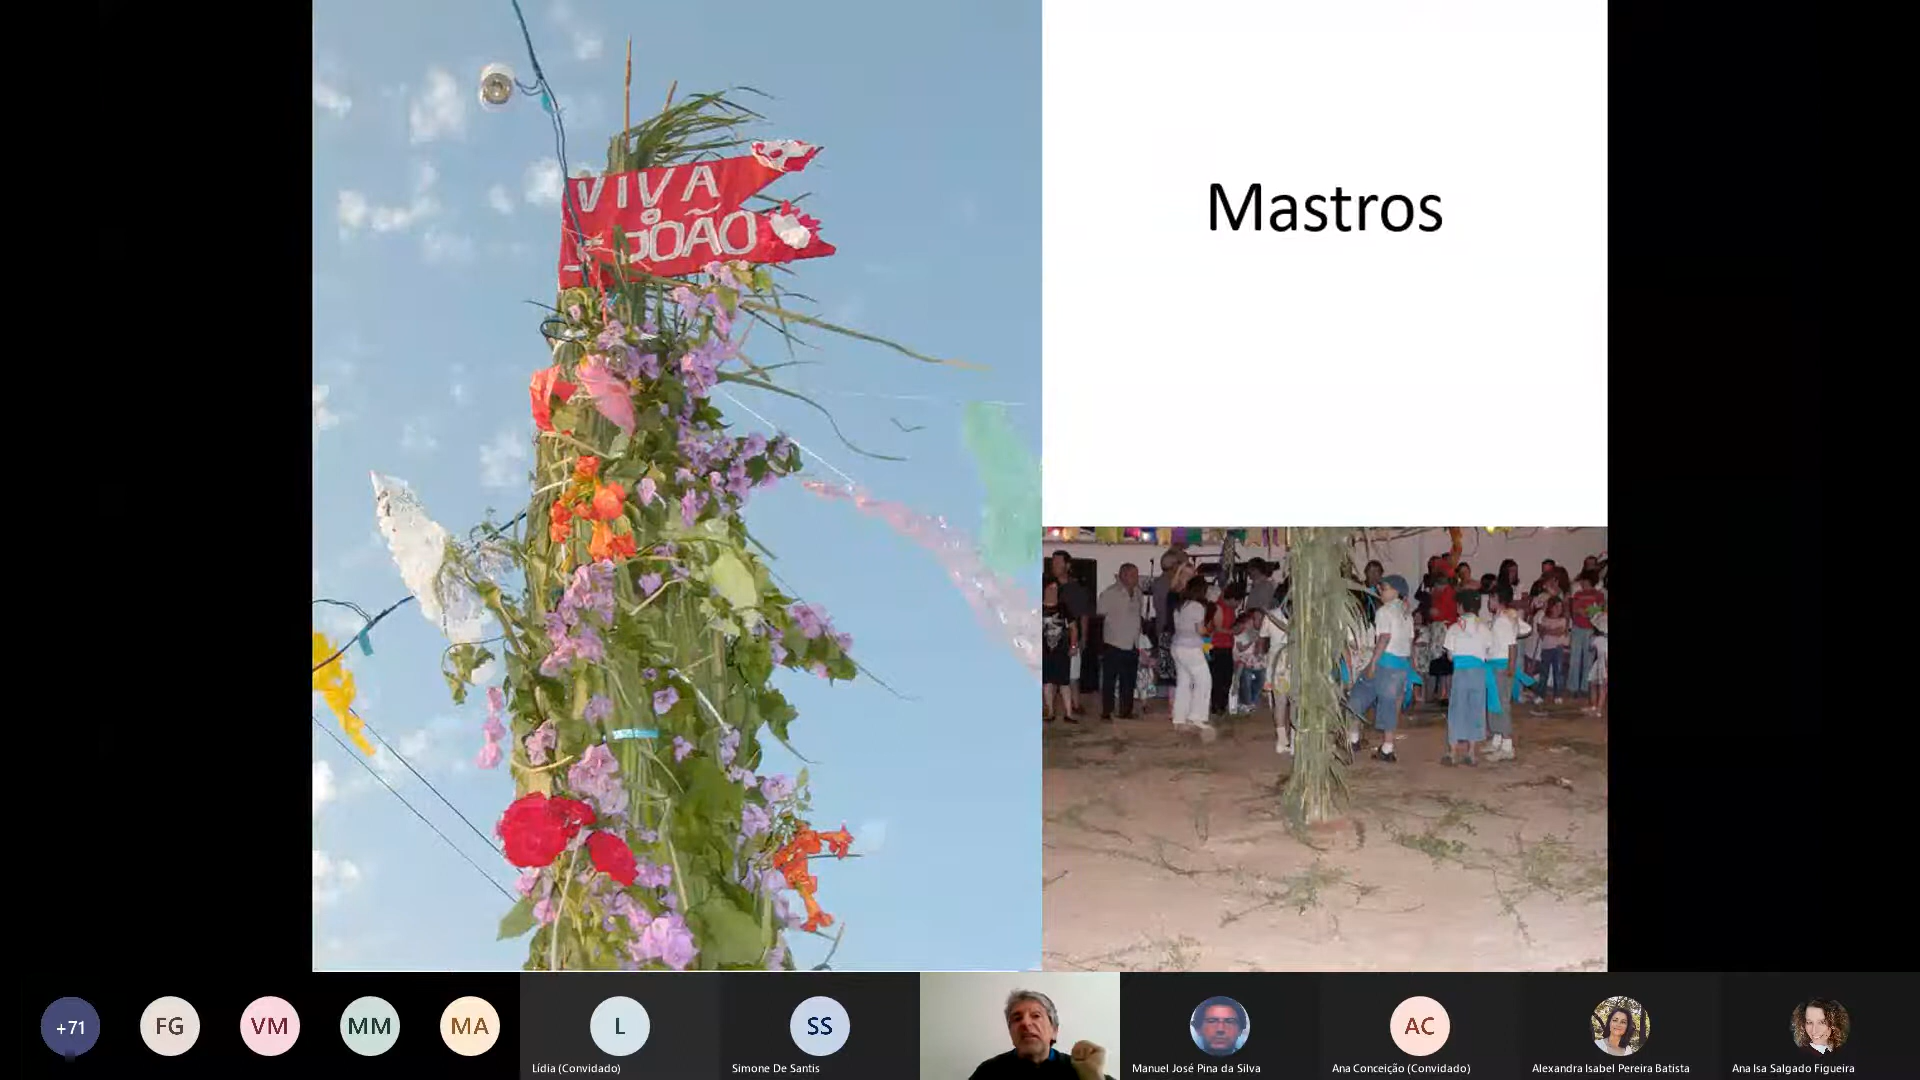 VIVA
S. JOÃO
Mastros
+71
FG
VM
MM
MA
L
Lídia (Convidado)
SS
Simone De Santis
Manuel José Pina da Silva
AC
Ana Conceição (Convidado)
Alexandra Isabel Pereira Batista
Ana Isa Salgado Figueira